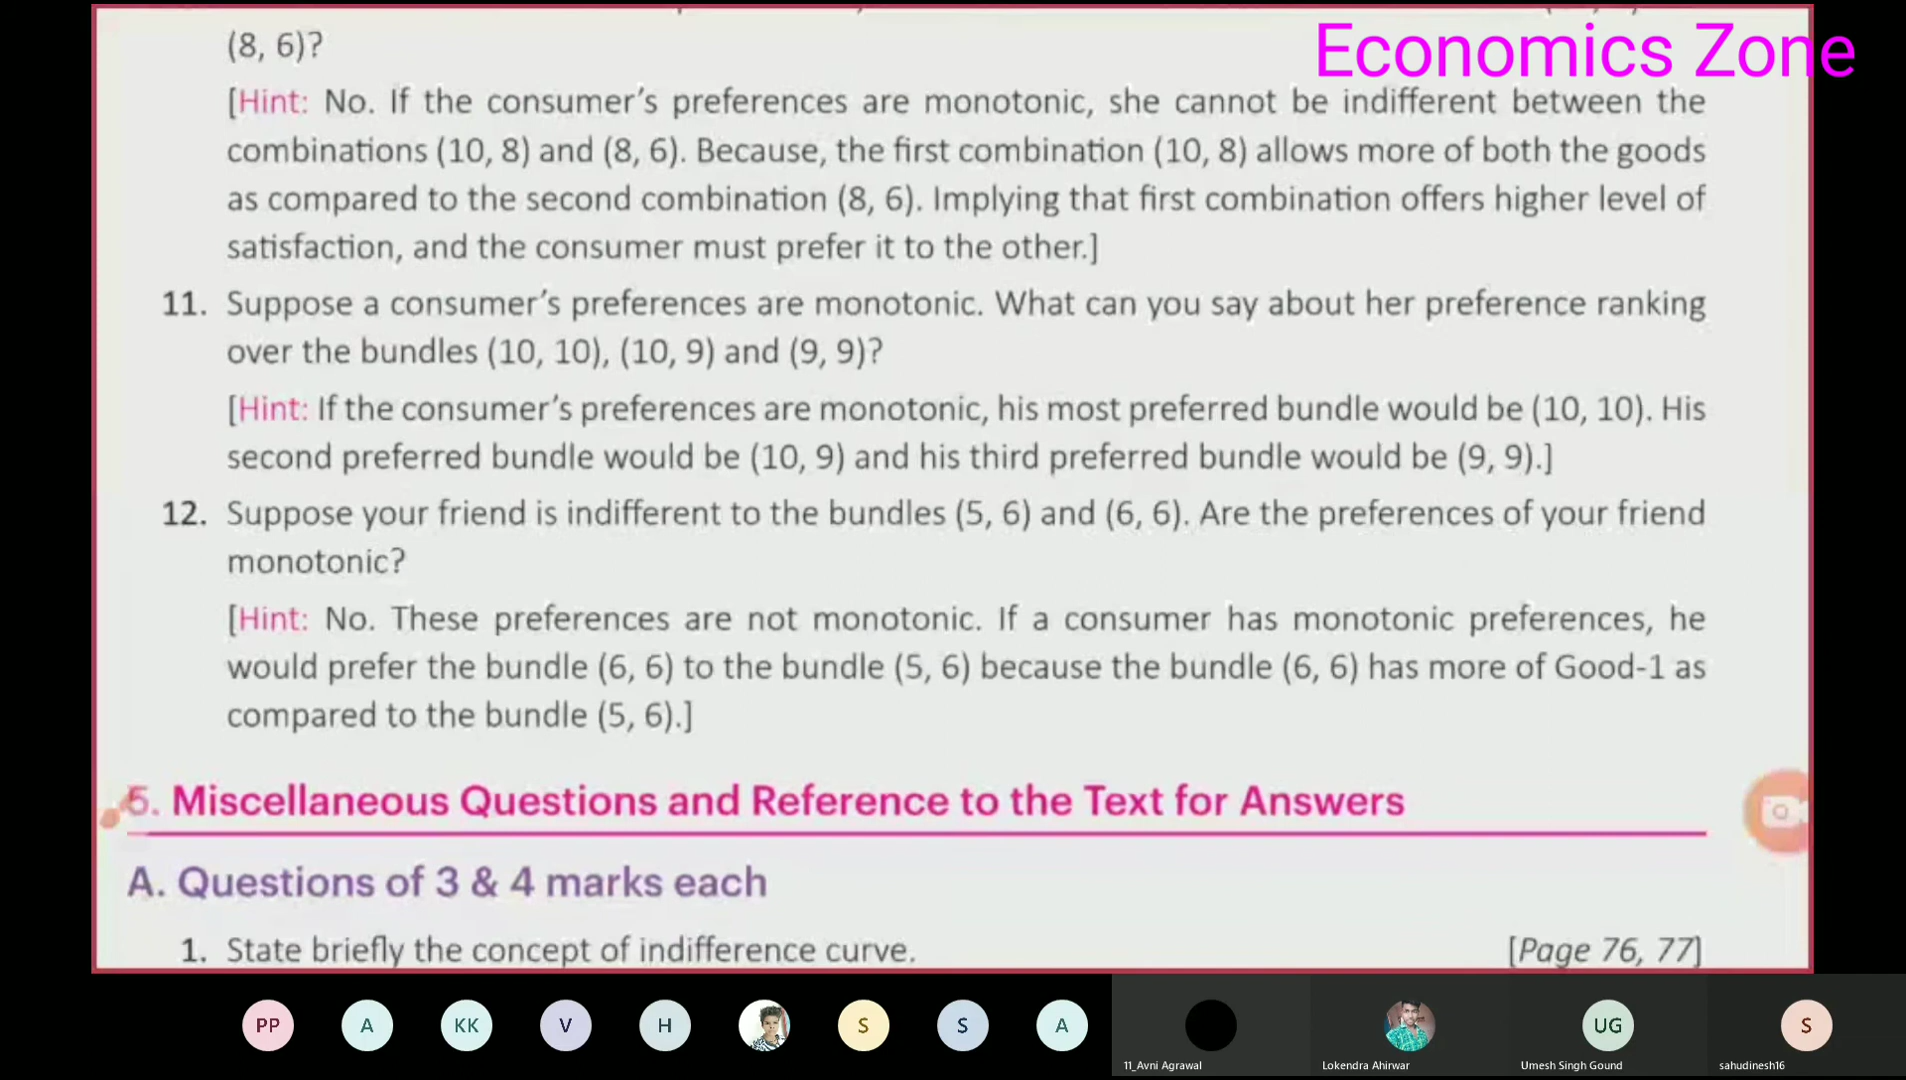 Economics Zone
(8, 6)?
[Hint: No. If the consumer's preferences are monotonic, she cannot be indifferent between the
combinations (10, 8) and (8, 6). Because, the first combination (10, 8) allows more of both the goods
as compared to the second combination (8, 6). Implying that first combination offers higher level of
satisfaction, and the consumer must prefer it to the other.]
11. Suppose a consumer's preferences are monotonic. What can you say about her preference ranking
over the bundles (10, 10), (10, 9) and (9, 9)?
[Hint: If the consumer's preferences are monotonic, his most preferred bundle would be (10, 10). His
second preferred bundle would be (10, 9) and his third preferred bundle would be (9, 9).]
12. Suppose your friend is indifferent to the bundles (5, 6) and (6, 6). Are the preferences of your friend
monotonic?
[Hint: No. These preferences are not monotonic. If a consumer has monotonic preferences, he
would prefer the bundle (6, 6) to the bundle (5, 6) because the bundle (6, 6) has more of Good-1 as
compared to the bundle (5, 6).]
5. Miscellaneous Questions and Reference to the Text for Answers
A. Questions of 3 & 4 marks each
1. State briefly the concept of indifference curve. [Page 76, 77]
PP A KK V H S S A UG S
11_Avni Agrawal Lokendra Ahirwar Umesh Singh Gound sahudinesh16